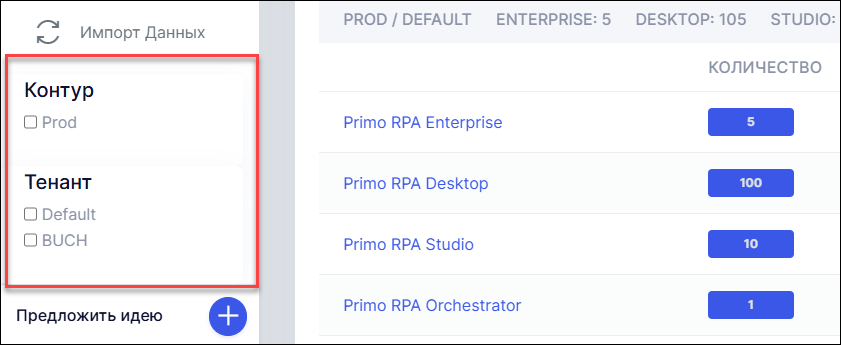 Импорт Данных
Контур
Prod
Тенант
Default
BUCH
Предложить идею
PROD / DEFAULT ENTERPRISE: 5 DESKTOP: 105 STUDIO:
КОЛИЧЕСТВО
Primo RPA Enterprise 5
Primo RPA Desktop 100
Primo RPA Studio 10
Primo RPA Orchestrator 1